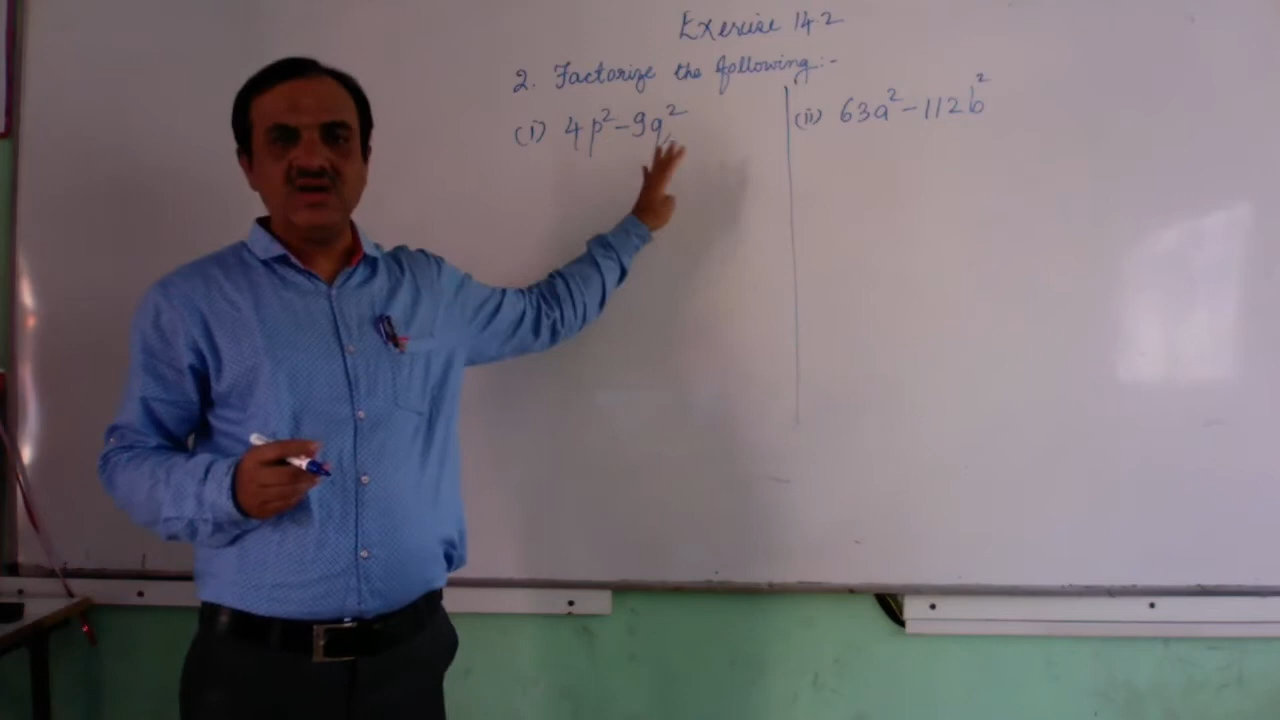 Exercise 14.2
2. Factorize the following:-
(i) 4p²-9q²
(ii) 63a²-112b²